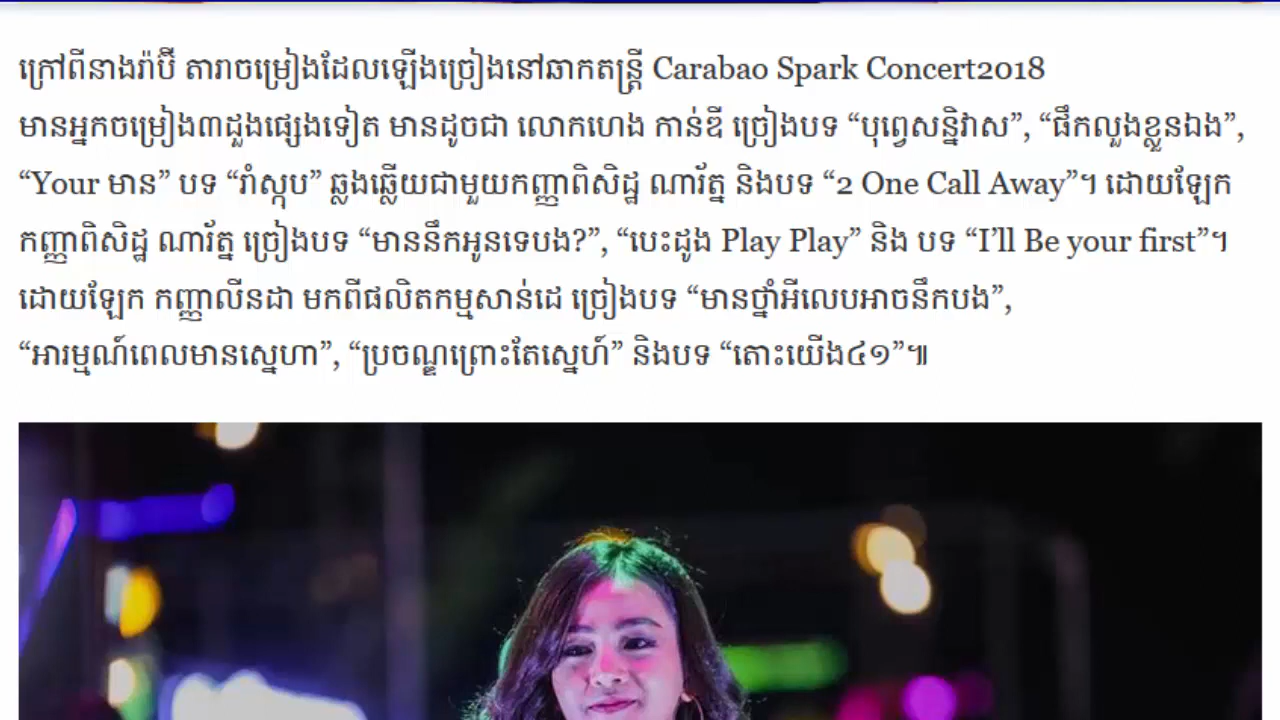 ក្រៅពីនាងរ៉ាប៊ី តារាចម្រៀងដែលឡើងច្រៀងនៅឆាកតន្ត្រី Carabao Spark Concert2018
មានអ្នកចម្រៀង៣ដួងផ្សេងទៀត មានដូចជា លោកហេង កាន់ឌី ច្រៀងបទ “បុព្វេសន្និវាស”, “ផឹកលួងខ្លួនឯង”,
“Your មាន” បទ “រាំស្កុប” ឆ្លងឆ្លើយជាមួយកញ្ញាពិសិដ្ឋ ណារ័ត្ន និងបទ “2 One Call Away”។ ដោយឡែក
កញ្ញាពិសិដ្ឋ ណារ័ត្ន ច្រៀងបទ “មាននឹកអូនទេបង?”, “បេះដូង Play Play” និង បទ “I’ll Be your first”។
ដោយឡែក កញ្ញាលីនដា មកពីផលិតកម្មសាន់ដេ ច្រៀងបទ “មានថ្នាំអីលេបអាចនឹកបង”,
“អារម្មណ៍ពេលមានស្នេហា”, “ប្រចណ្ឌព្រោះតែស្នេហ៍” និងបទ “តោះយើង៤១”៕